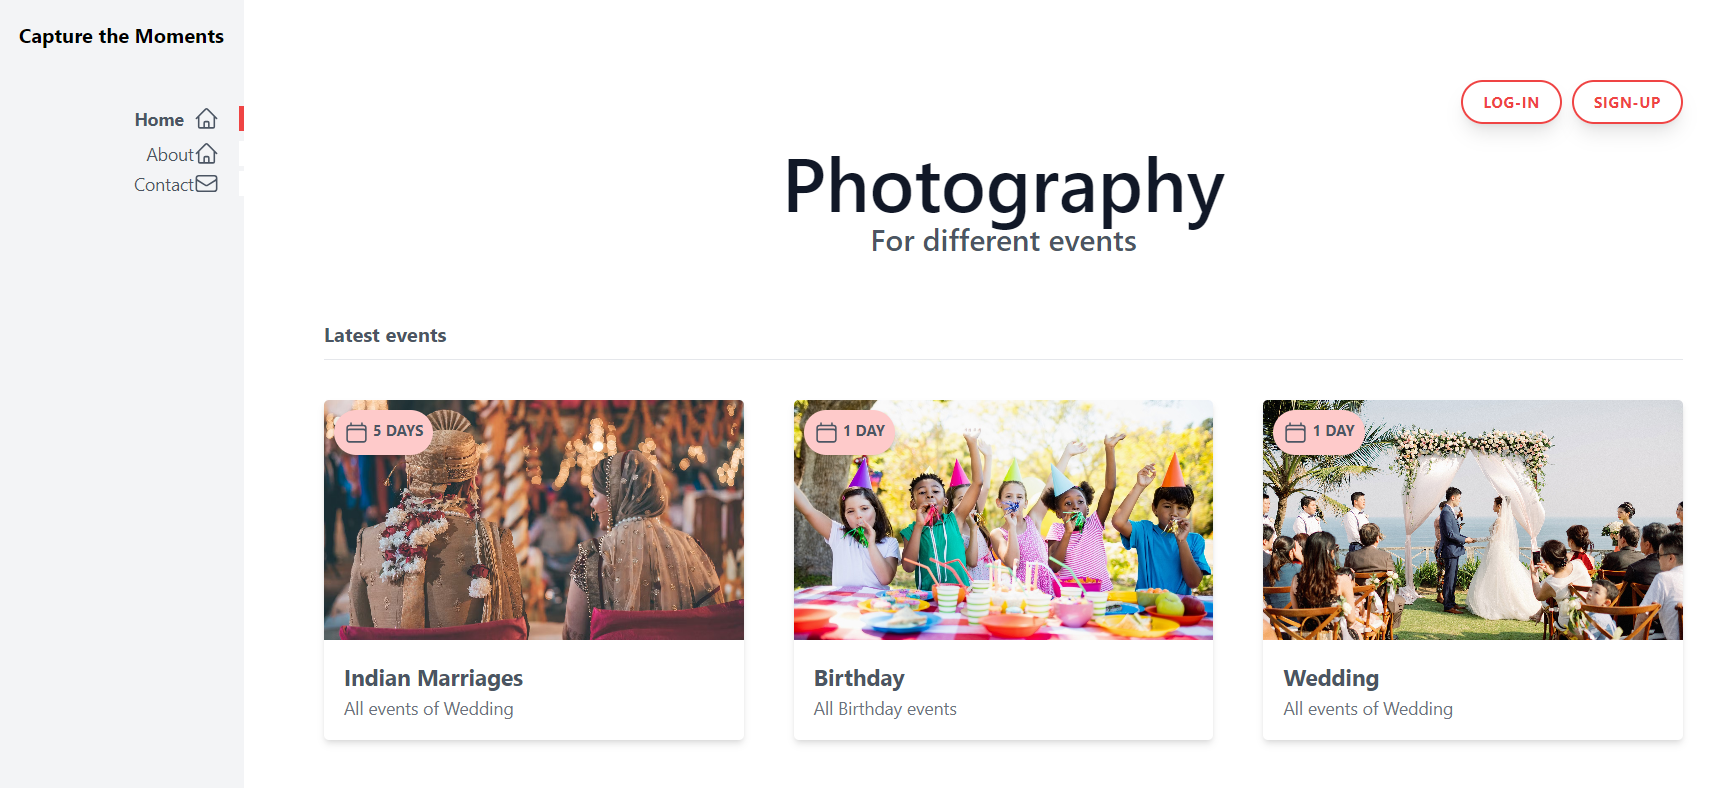 Capture the Moments
Home
About
Contact
LOG-IN
SIGN-UP
Photography
For different events
Latest events
5 DAYS
1 DAY
1 DAY
Indian Marriages
All events of Wedding
Birthday
All Birthday events
Wedding
All events of Wedding